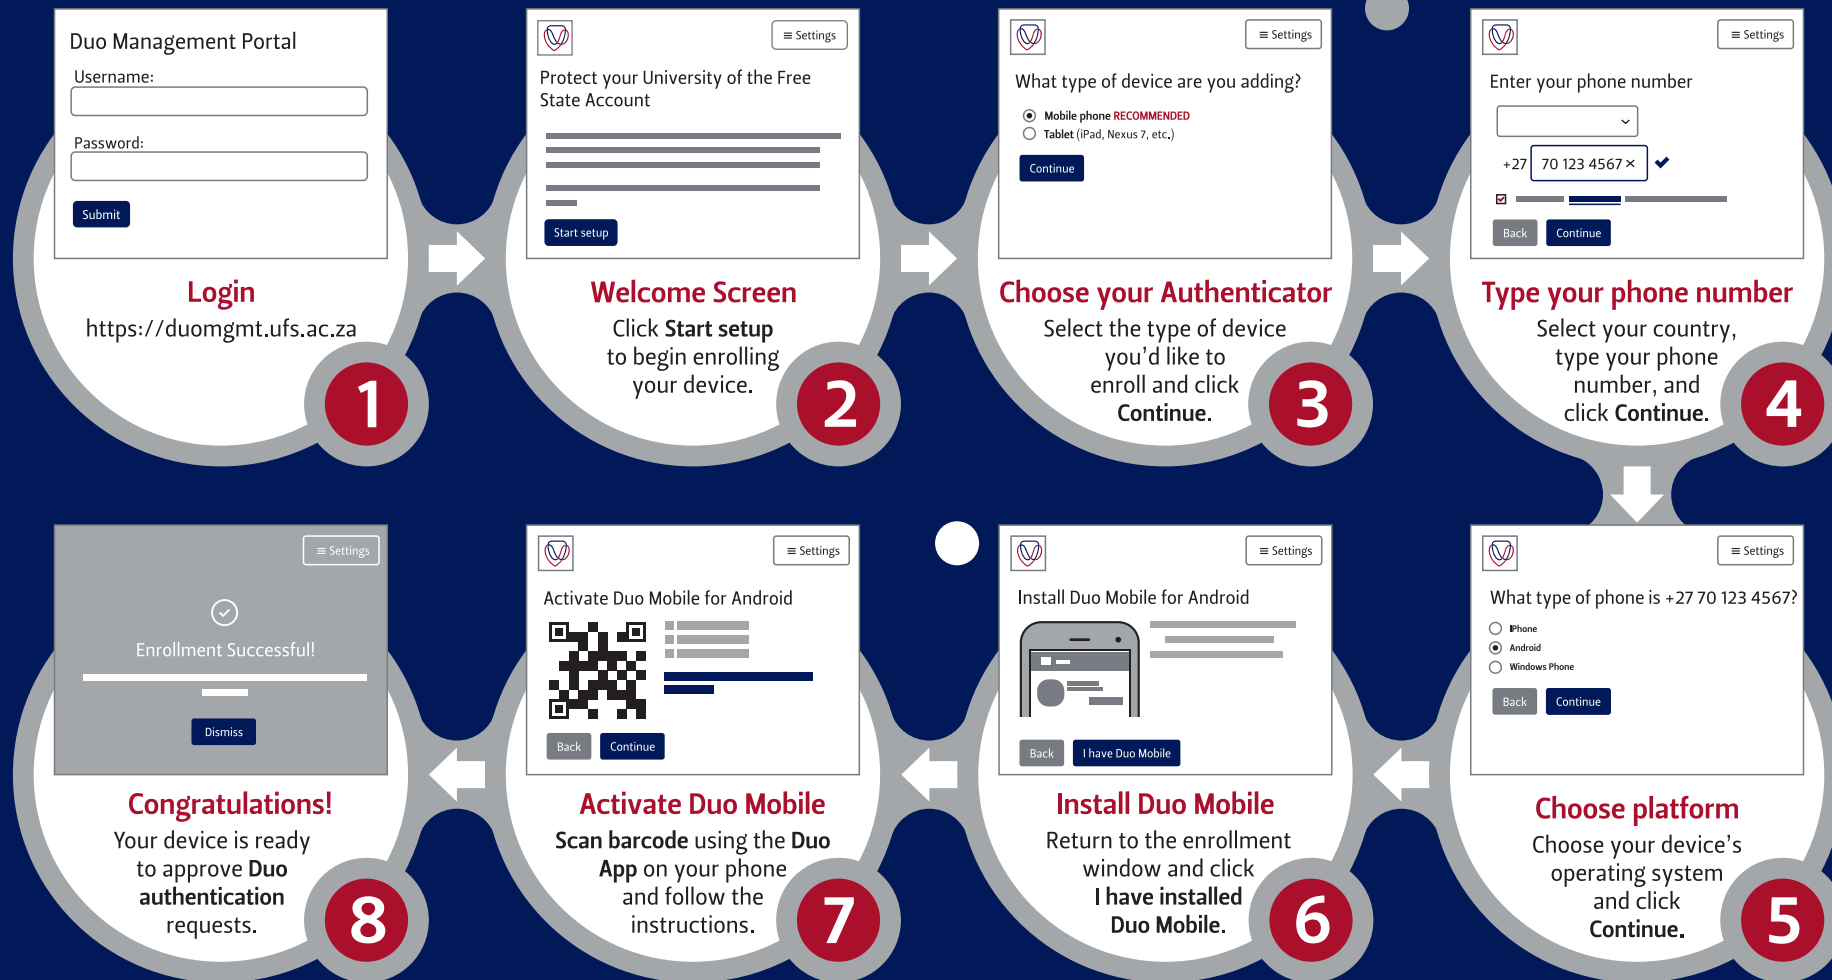 Duo Management Portal
Username:
Password:
Submit
Login
https://duomgmt.ufs.ac.za
1
≡ Settings
Protect your University of the Free
State Account
Start setup
Welcome Screen
Click Start setup
to begin enrolling
your device.
2
≡ Settings
What type of device are you adding?
Mobile phone RECOMMENDED
Tablet (iPad, Nexus 7, etc.)
Continue
Choose your Authenticator
Select the type of device
you'd like to
enroll and click
Continue.
3
≡ Settings
Enter your phone number
+27 70 123 4567 ×
Back Continue
Type your phone number
Select your country,
type your phone
number, and
click Continue.
4
≡ Settings
What type of phone is +27 70 123 4567?
IPhone
Android
Windows Phone
Back Continue
Choose platform
Choose your device's
operating system
and click
Continue.
5
≡ Settings
Install Duo Mobile for Android
Back I have Duo Mobile
Install Duo Mobile
Return to the enrollment
window and click
I have installed
Duo Mobile.
6
≡ Settings
Activate Duo Mobile for Android
Back Continue
Activate Duo Mobile
Scan barcode using the Duo
App on your phone
and follow the
instructions.
7
≡ Settings
Enrollment Successful!
Dismiss
Congratulations!
Your device is ready
to approve Duo
authentication
requests.
8